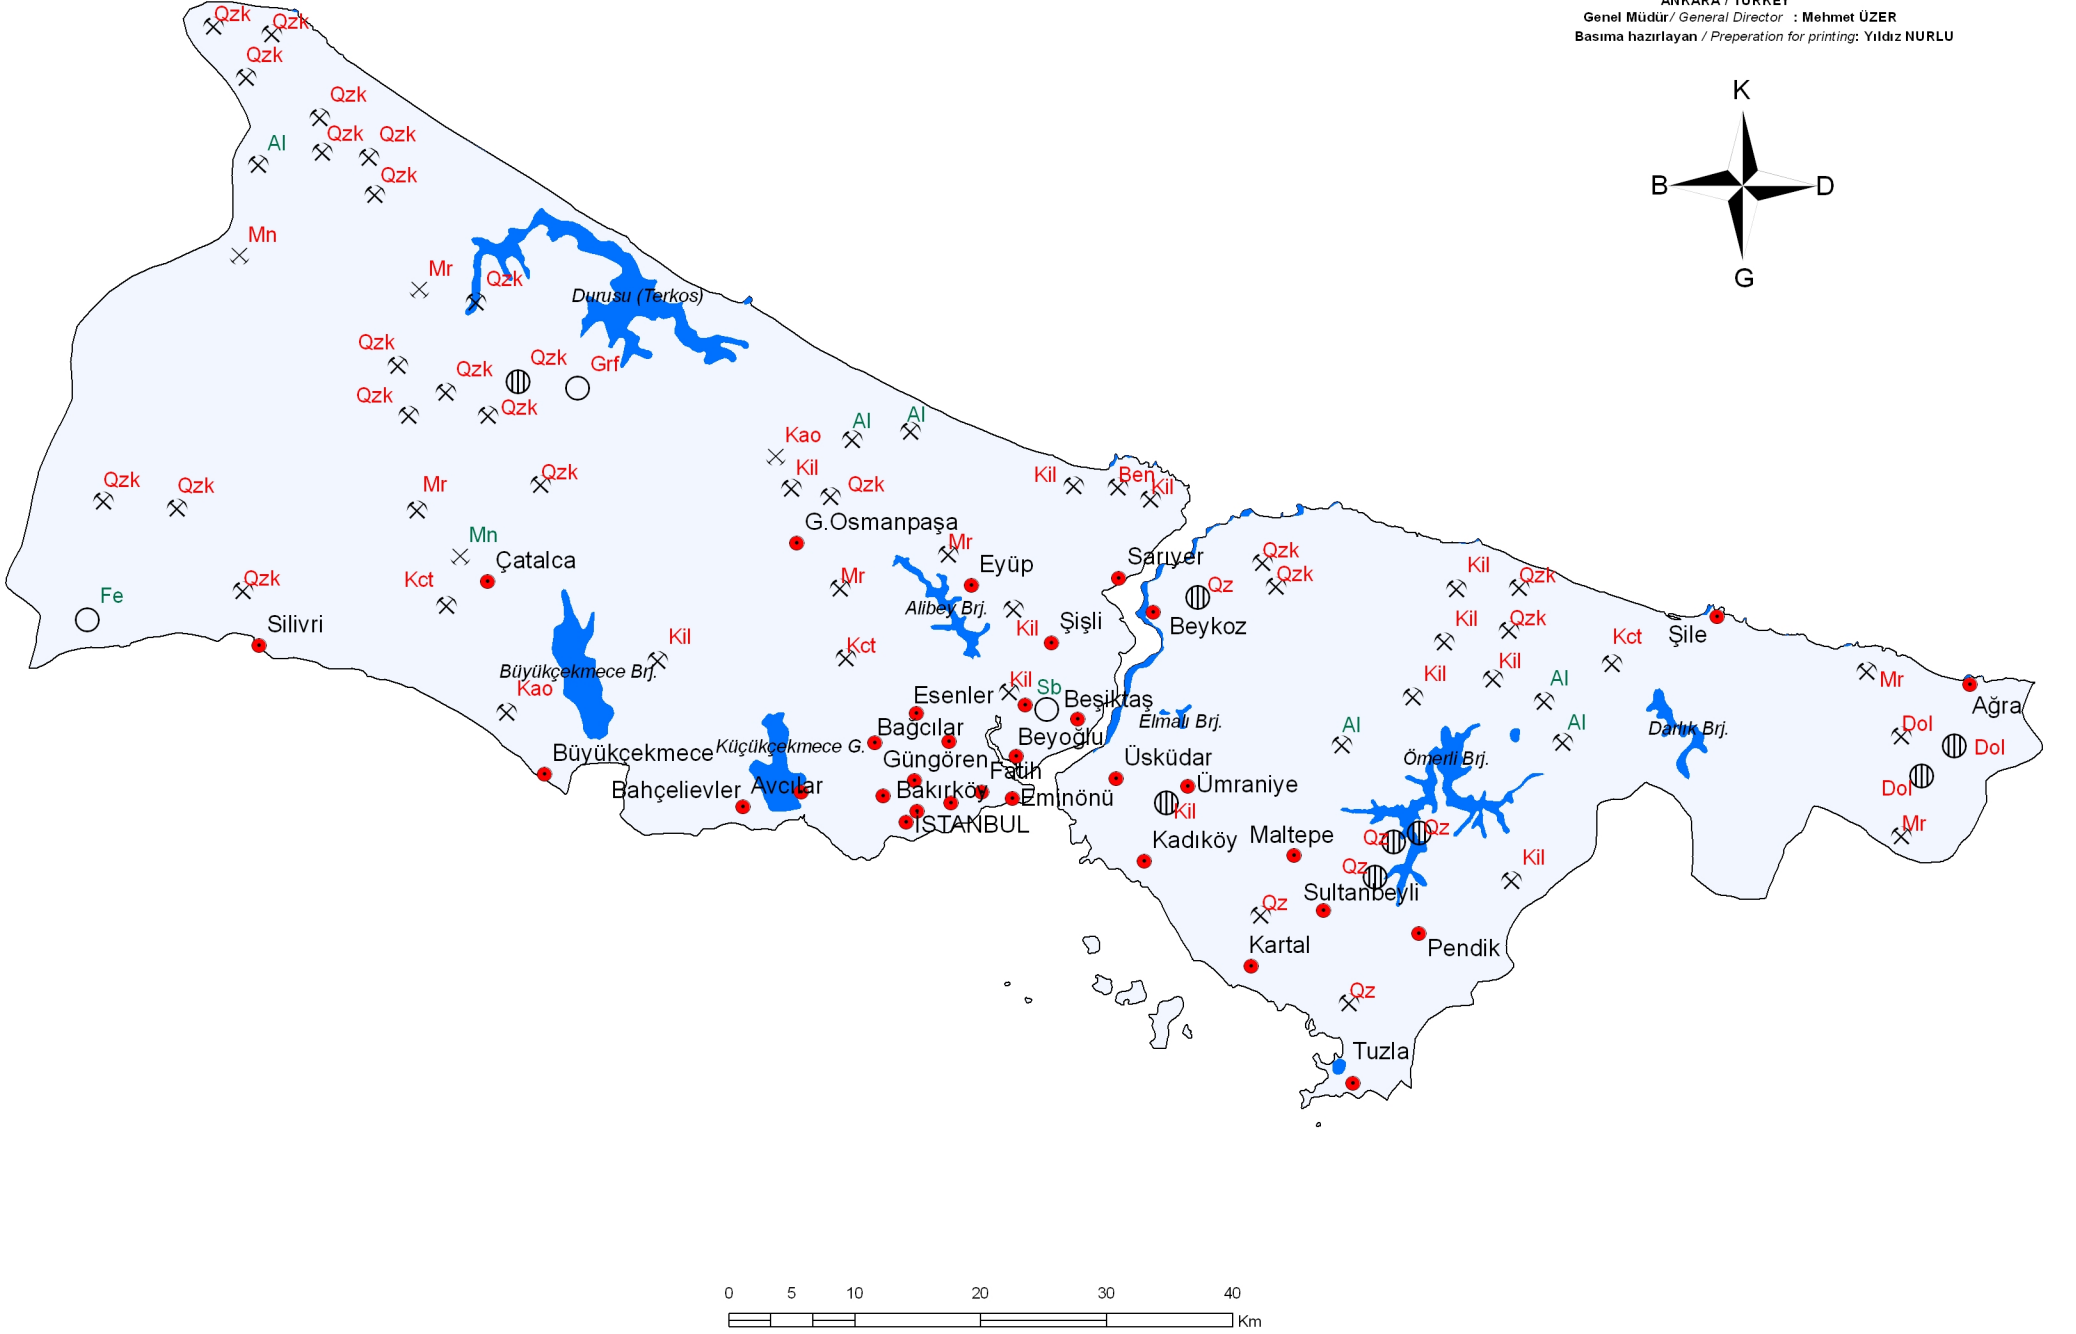 ANKARA / TURKEY
Genel Müdür/ General Director : Mehmet ÜZER
Basıma hazırlayan / Preperation for printing: Yıldız NURLU
K
B
D
G
Qzk
Qzk
Qzk
Qzk
Qzk
Qzk
Al
Qzk
Mn
Mr
Qzk
Durusu (Terkos)
Qzk
Qzk
Qzk
Grf
Qzk
Qzk
Al
Al
Kao
Kil
Qzk
Kil
Ben
Kil
Qzk
Qzk
Mr
Qzk
G.Osmanpaşa
Mn
Çatalca
Mr
Eyüp
Sarıyer
Qzk
Qzk
Kil
Qzk
Fe
Qzk
Kct
Mr
Alibey Brj.
Qz
Silivri
Kil
Şişli
Beykoz
Kil
Qzk
Şile
Kil
Kct
Kct
Büyükçekmece Brj.
Kao
Kil
Kil
Kil
Al
Mr
Sb
Esenler
Beşiktaş
Ağra
Elmalı Brj.
Al
Al
Darlık Brj.
Dol
Dol
Bağcılar
Beyoğlu
Küçükçekmece G.
Büyükçekmece
Güngören
Fatih
Üsküdar
Ömerli Brj.
Ümraniye
Bahçelievler
Avcılar
Bakırköy
Eminönü
Dol
Kil
İSTANBUL
Kadıköy
Maltepe
Qz
Qz
Mr
Qz
Kil
Sultanbeyli
Qz
Kartal
Pendik
Qz
Tuzla
0 5 10 20 30 40
Km